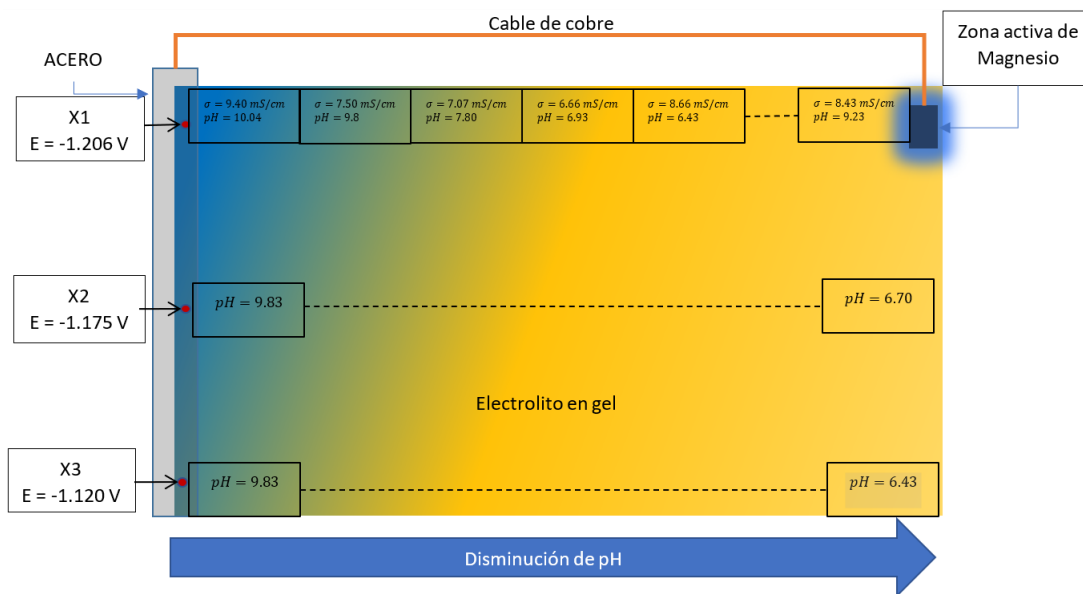 Cable de cobre
Zona activa de
Magnesio
ACERO
X1
E = -1.206 V
σ = 9.40 mS/cm
pH = 10.04
σ = 7.50 mS/cm
pH = 9.8
σ = 7.07 mS/cm
pH = 7.80
σ = 6.66 mS/cm
pH = 6.93
σ = 8.66 mS/cm
pH = 6.43
σ = 8.43 mS/cm
pH = 9.23
X2
E = -1.175 V
pH = 9.83
pH = 6.70
Electrolito en gel
X3
E = -1.120 V
pH = 9.83
pH = 6.43
Disminución de pH